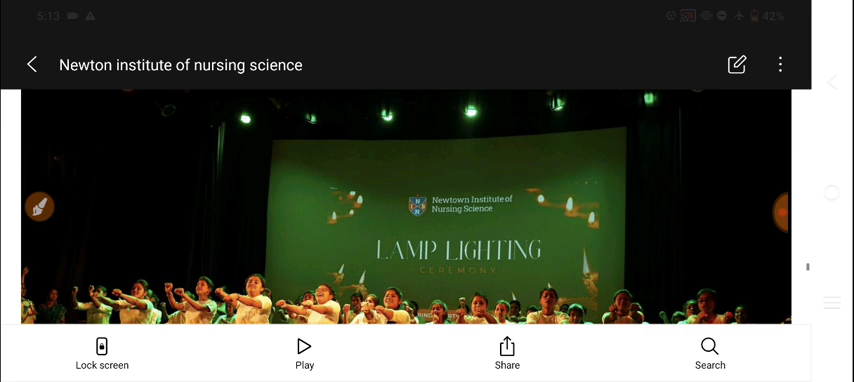 5:13
42%
Newton institute of nursing science
Newtown Institute of
Nursing Science
LAMP LIGHTING
CEREMONY
Lock screen
Play
Share
Search